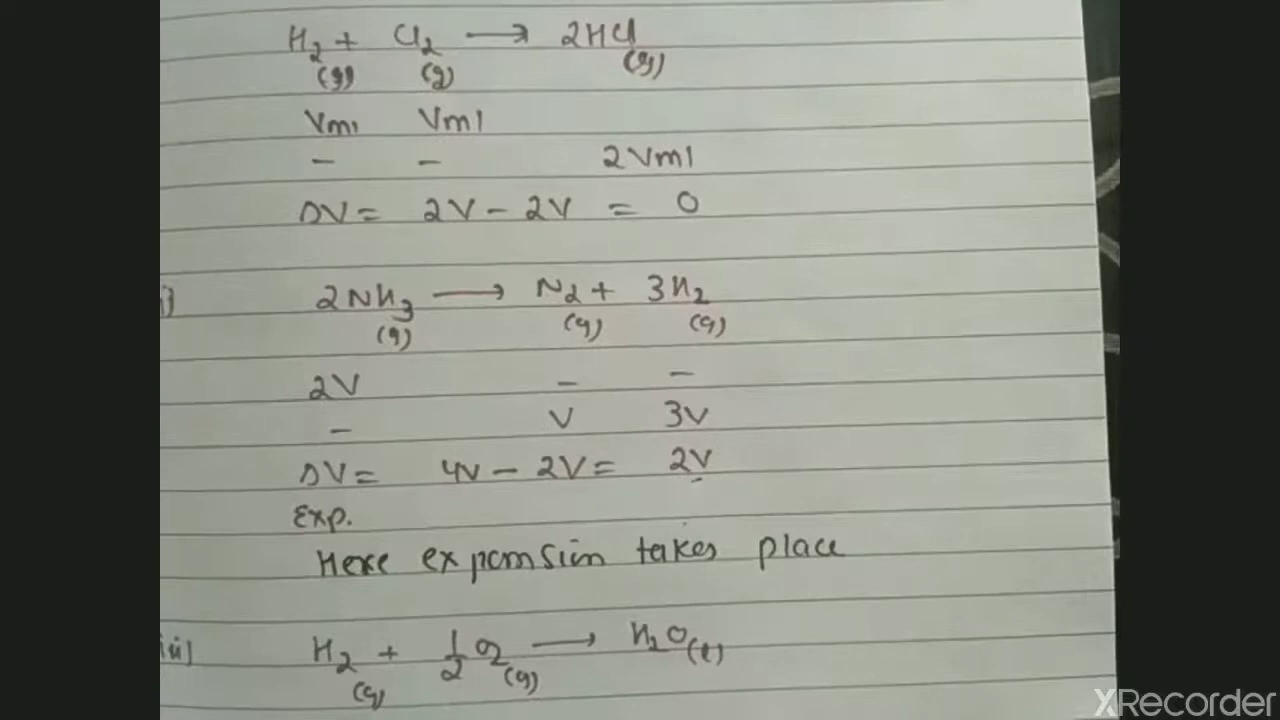 H₂ + Cl₂ → 2HCl
(g) (g) (g)
Vml Vml
– – 2Vml
ΔV = 2V – 2V = 0
i) 2NH₃ → N₂ + 3H₂
(g) (g) (g)
2V – –
– V 3V
ΔV = 4V – 2V = 2V
Exp.
Here expansion takes place
iii) H₂ + 1/2 O₂ → H₂O(l)
(g) (g)
XRecorder